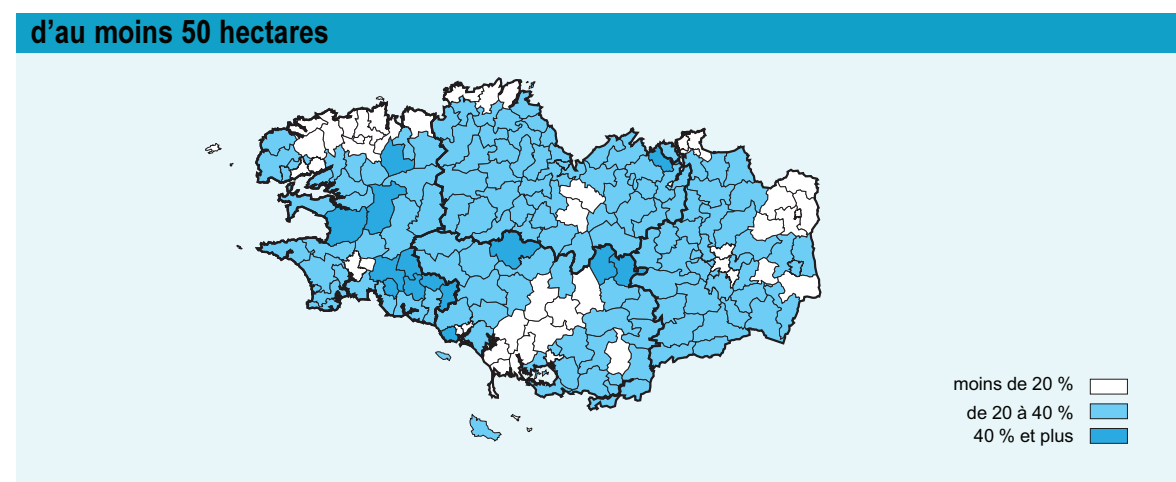 d’au moins 50 hectares
moins de 20 %
de 20 à 40 %
40 % et plus